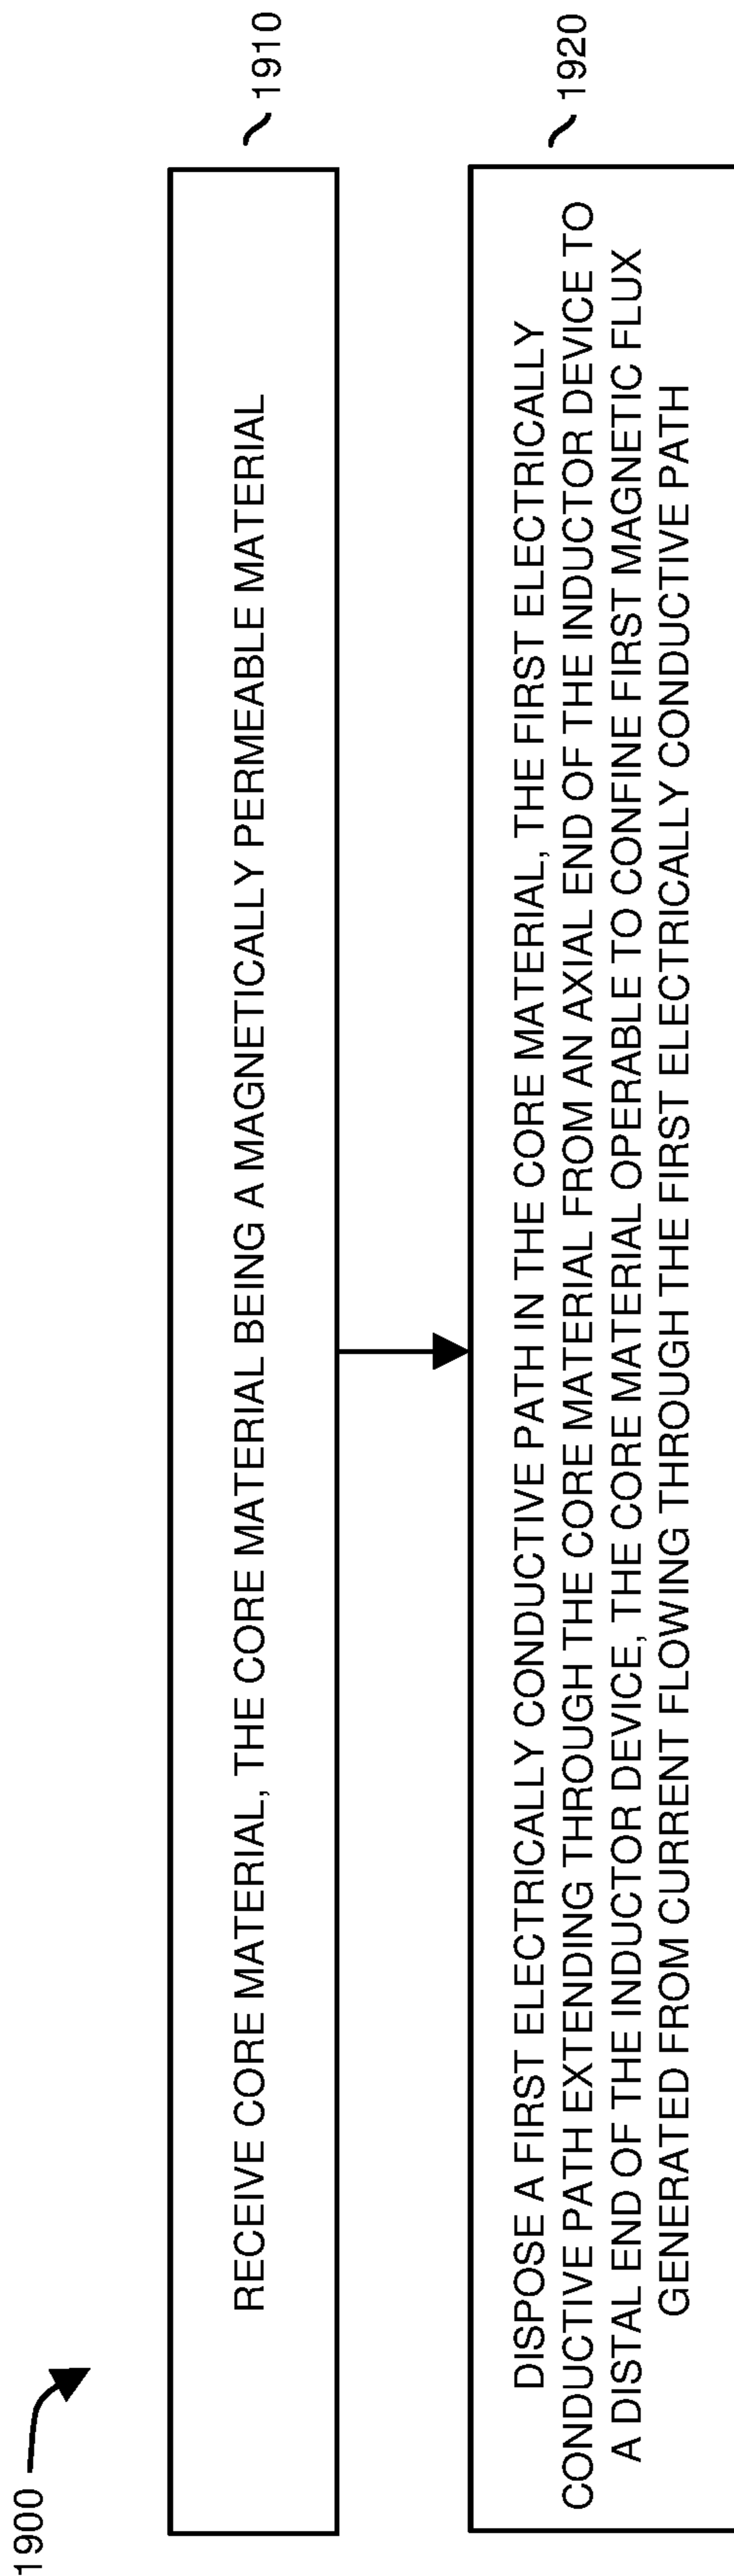 1900
RECEIVE CORE MATERIAL, THE CORE MATERIAL BEING A MAGNETICALLY PERMEABLE MATERIAL
1910
DISPOSE A FIRST ELECTRICALLY CONDUCTIVE PATH IN THE CORE MATERIAL, THE FIRST ELECTRICALLY
CONDUCTIVE PATH EXTENDING THROUGH THE CORE MATERIAL FROM AN AXIAL END OF THE INDUCTOR DEVICE TO
A DISTAL END OF THE INDUCTOR DEVICE, THE CORE MATERIAL OPERABLE TO CONFINE FIRST MAGNETIC FLUX
GENERATED FROM CURRENT FLOWING THROUGH THE FIRST ELECTRICALLY CONDUCTIVE PATH
1920